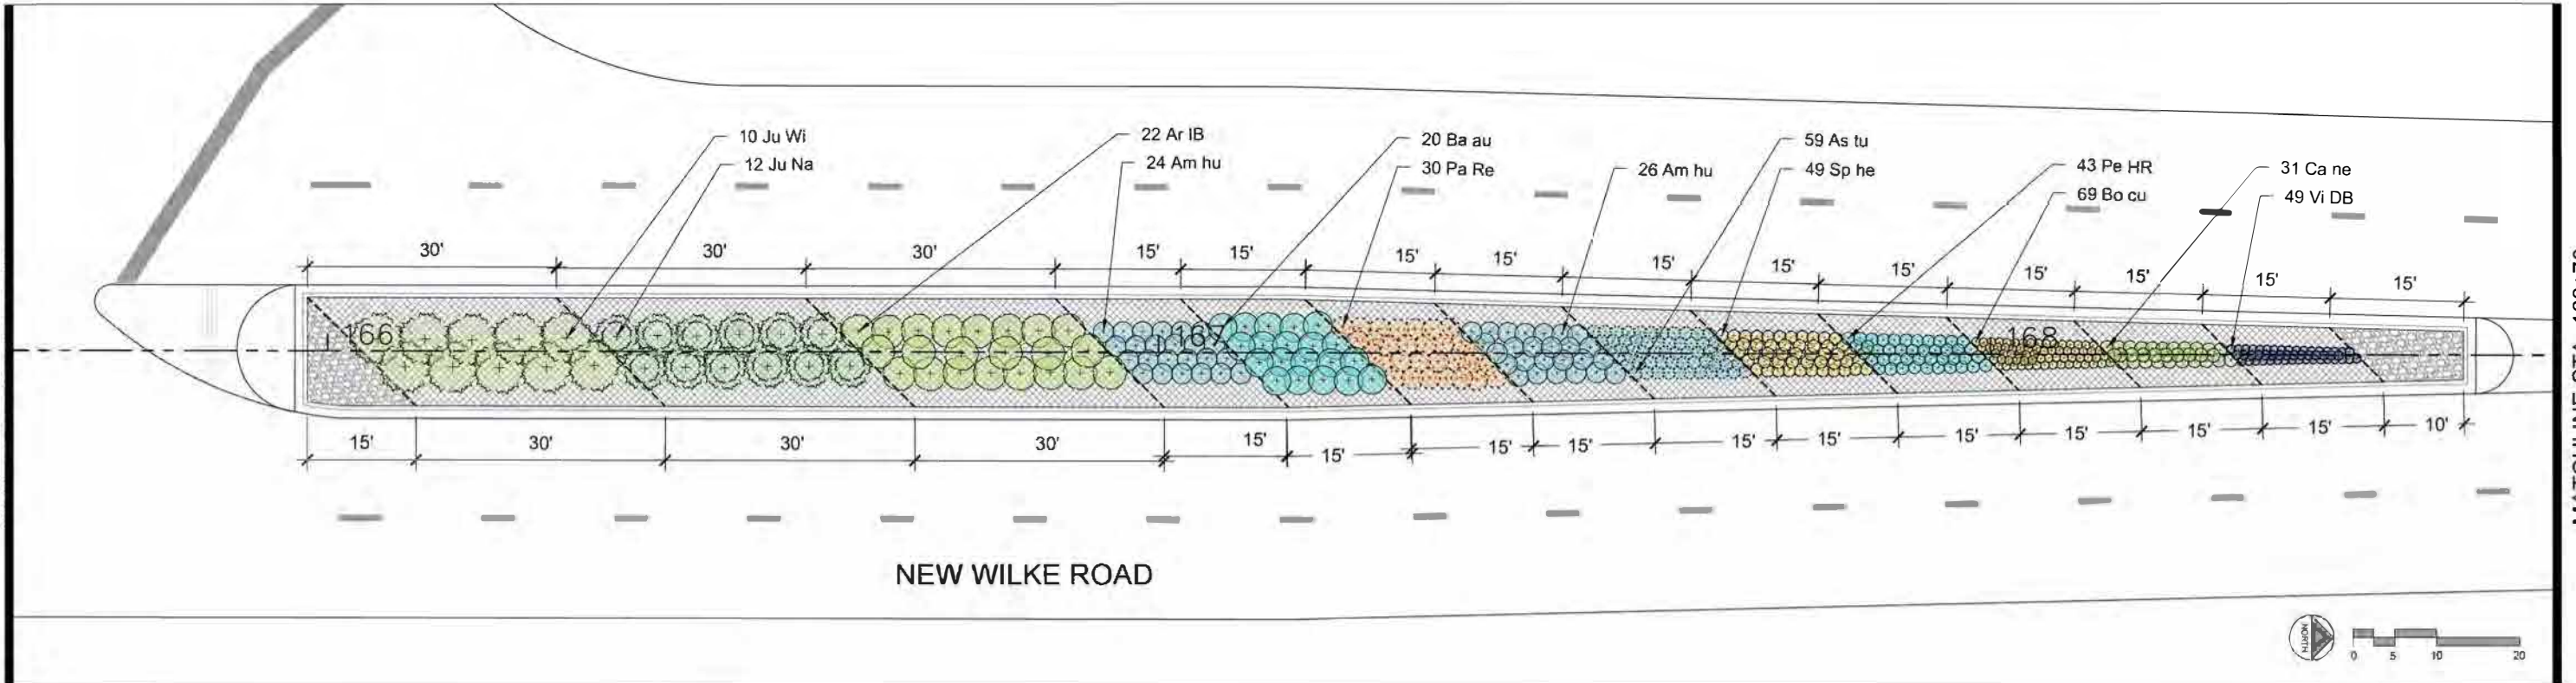 10 Ju Wi
12 Ju Na
22 Ar IB
24 Am hu
20 Ba au
30 Pa Re
26 Am hu
59 As tu
49 Sp he
43 Pe HR
69 Bo cu
31 Ca ne
49 Vi DB
30' 30' 30' 15' 15' 15' 15' 15' 15' 15' 15' 15' 15' 15'
166 167 168
15' 30' 30' 30' 15' 15' 15' 15' 15' 15' 15' 15' 15' 15' 10'
NEW WILKE ROAD
NORTH
0 5 10 20